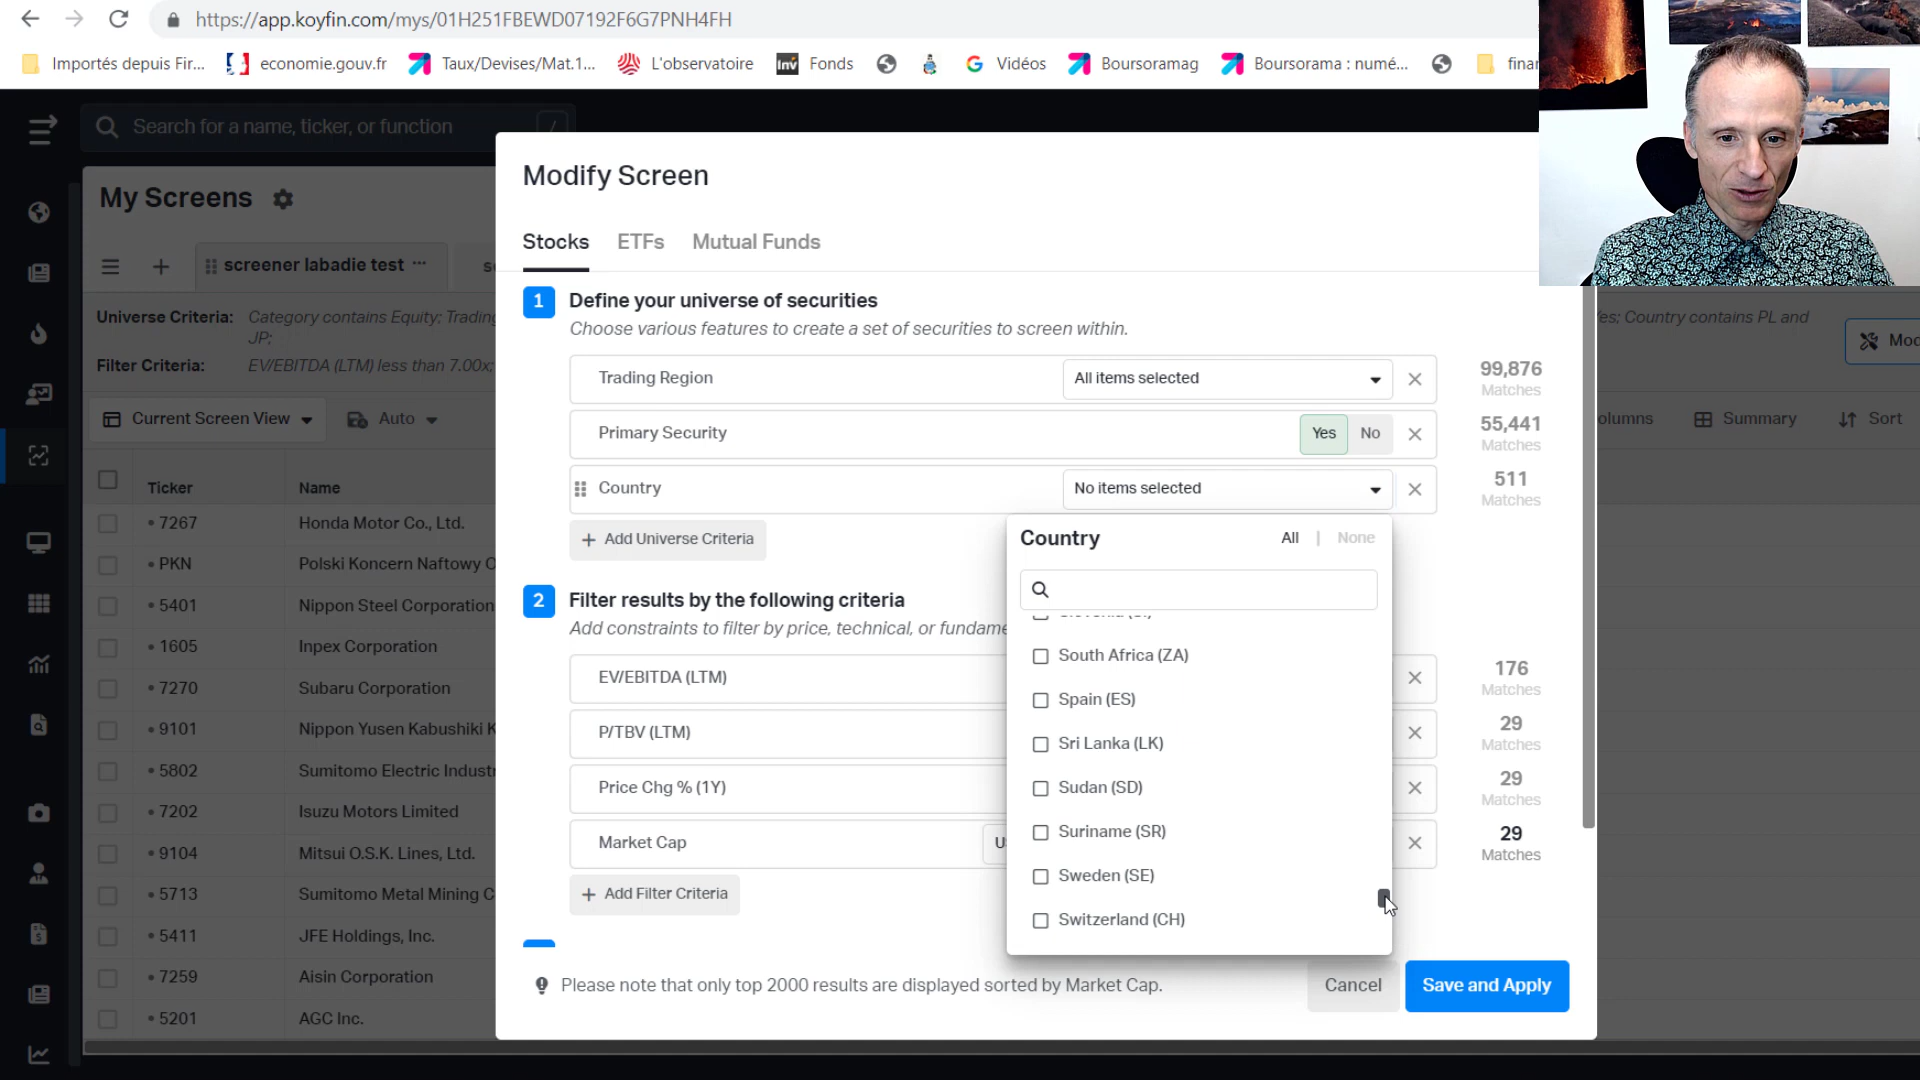 https://app.koyfin.com/mys/01H251FBEWD07192F6G7PNH4FH
Importés depuis Fir...
economie.gouv.fr
Taux/Devises/Mat.1...
L'observatoire
Inv
Fonds
G
Vidéos
Boursoramag
Boursorama : numé...
Search for a name, ticker, or function
/
My Screens
screener labadie test ...
Universe Criteria: Category contains Equity; Trading
JP;
Filter Criteria: EV/EBITDA (LTM) less than 7.00x;
Current Screen View
Auto
Ticker
Name
• 7267
Honda Motor Co., Ltd.
• PKN
Polski Koncern Naftowy O
• 5401
Nippon Steel Corporation
• 1605
Inpex Corporation
• 7270
Subaru Corporation
• 9101
Nippon Yusen Kabushiki K
• 5802
Sumitomo Electric Indust
• 7202
Isuzu Motors Limited
• 9104
Mitsui O.S.K. Lines, Ltd.
• 5713
Sumitomo Metal Mining C
• 5411
JFE Holdings, Inc.
• 7259
Aisin Corporation
• 5201
AGC Inc.
Modify Screen
Stocks
ETFs
Mutual Funds
1
Define your universe of securities
Choose various features to create a set of securities to screen within.
Trading Region
All items selected
99,876
Matches
Primary Security
Yes
No
55,441
Matches
Country
No items selected
511
Matches
+ Add Universe Criteria
Country
All | None
South Africa (ZA)
Spain (ES)
Sri Lanka (LK)
Sudan (SD)
Suriname (SR)
Sweden (SE)
Switzerland (CH)
2
Filter results by the following criteria
Add constraints to filter by price, technical, or fundame
EV/EBITDA (LTM)
176
Matches
P/TBV (LTM)
29
Matches
Price Chg % (1Y)
29
Matches
Market Cap
29
Matches
+ Add Filter Criteria
Please note that only top 2000 results are displayed sorted by Market Cap.
Cancel
Save and Apply
Country contains PL and
Summary
Sort